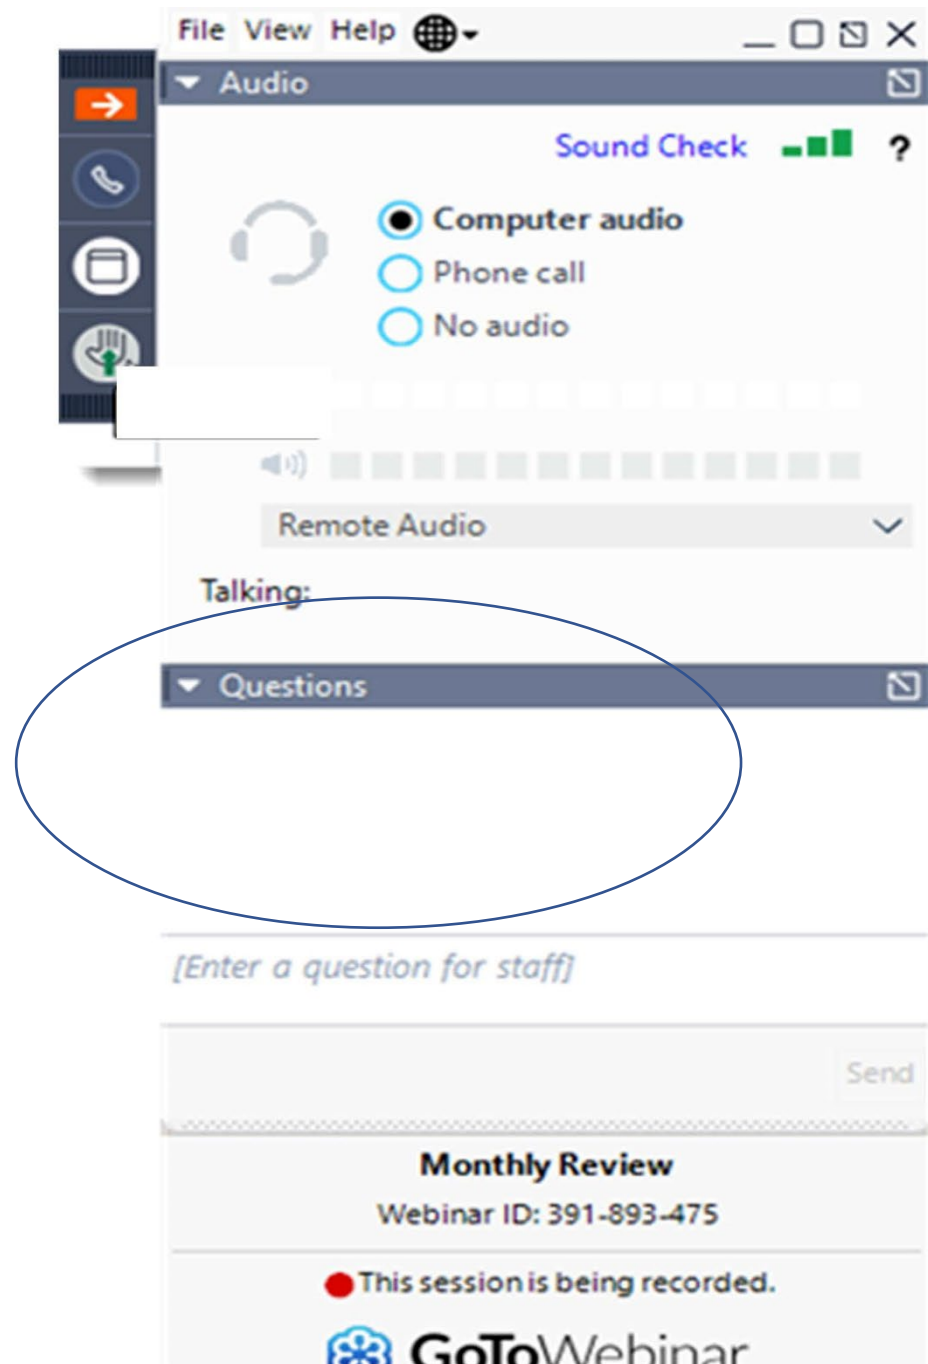 File View Help
Audio
Sound Check ?
Computer audio
Phone call
No audio
Remote Audio
Talking:
Questions
[Enter a question for staff]
Send
Monthly Review
Webinar ID: 391-893-475
This session is being recorded.
GoToWebinar